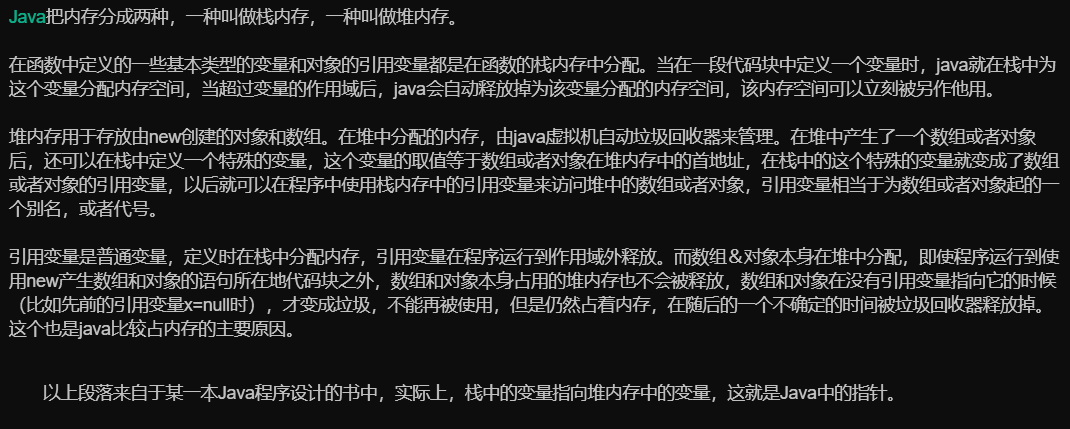 Java把内存分成两种，一种叫做栈内存，一种叫做堆内存。
在函数中定义的一些基本类型的变量和对象的引用变量都是在函数的栈内存中分配。当在一段代码块中定义一个变量时，java就在栈中为
这个变量分配内存空间，当超过变量的作用域后，java会自动释放掉为该变量分配的内存空间，该内存空间可以立刻被另作他用。
堆内存用于存放由new创建的对象和数组。在堆中分配的内存，由java虚拟机自动垃圾回收器来管理。在堆中产生了一个数组或者对象
后，还可以在栈中定义一个特殊的变量，这个变量的取值等于数组或者对象在堆内存中的首地址，在栈中的这个特殊的变量就变成了数组
或者对象的引用变量，以后就可以在程序中使用栈内存中的引用变量来访问堆中的数组或者对象，引用变量相当于为数组或者对象起的一
个别名，或者代号。
引用变量是普通变量，定义时在栈中分配内存，引用变量在程序运行到作用域外释放。而数组＆对象本身在堆中分配，即使程序运行到使
用new产生数组和对象的语句所在地代码块之外，数组和对象本身占用的堆内存也不会被释放，数组和对象在没有引用变量指向它的时候
（比如先前的引用变量x=null时），才变成垃圾，不能再被使用，但是仍然占着内存，在随后的一个不确定的时间被垃圾回收器释放掉。
这个也是java比较占内存的主要原因。
以上段落来自于某一本Java程序设计的书中，实际上，栈中的变量指向堆内存中的变量，这就是Java中的指针。